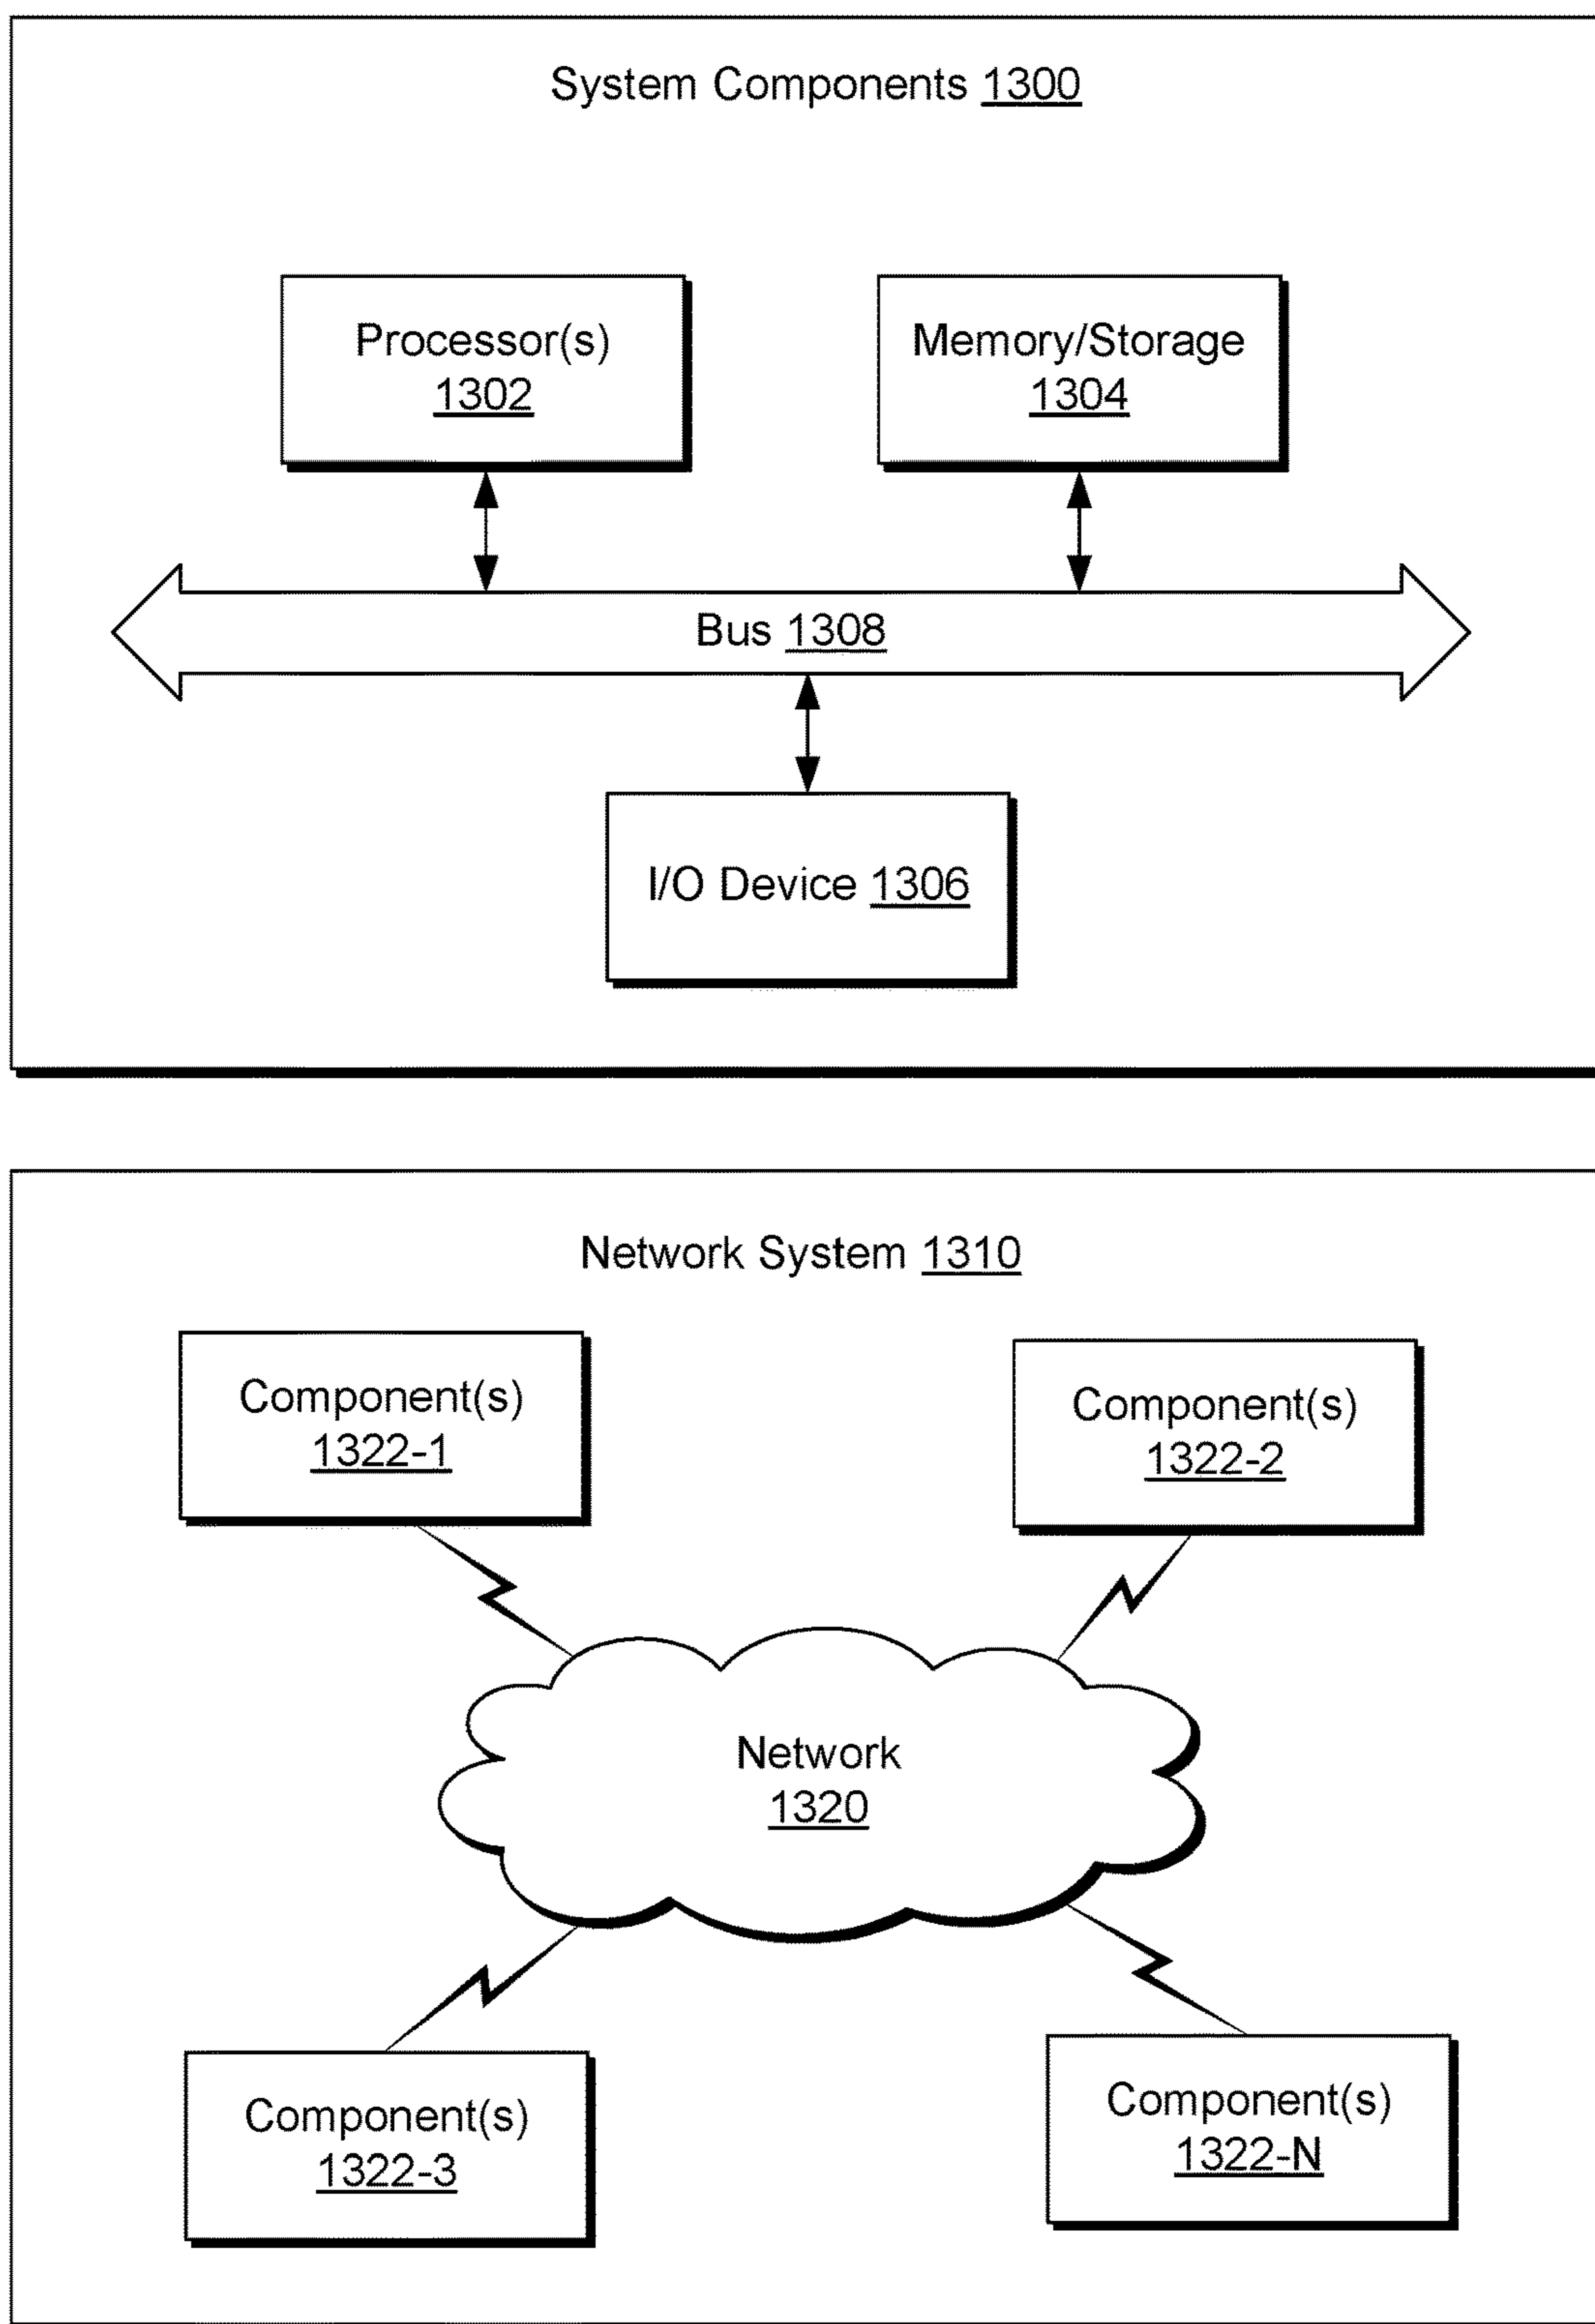 System Components 1300
Processor(s)
1302
Memory/Storage
1304
Bus 1308
I/O Device 1306
Network System 1310
Component(s)
1322-1
Component(s)
1322-2
Network
1320
Component(s)
1322-3
Component(s)
1322-N